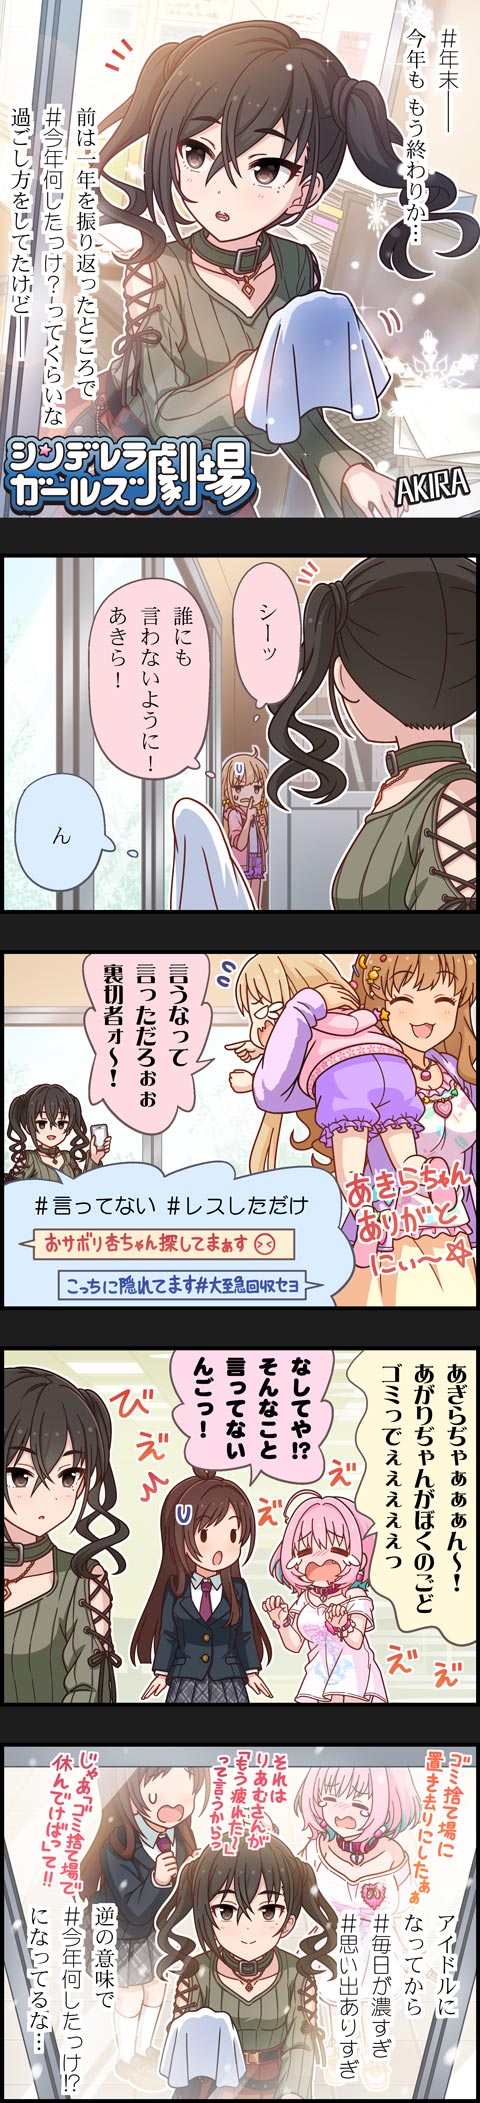 #年末──
今年も もう終わりか…
前は一年を振り返ったところで
#今年何したっけ? ってくらいな
過ごし方をしてたけど──
シンデレラ
ガールズ劇場
AKIRA
シーッ
誰にも
言わないように!
あきら!
ん
言うなって
言っただろぉぉ
裏切者ォ〜!
あきらちゃん
ありがと
にぃ〜☆
#言ってない #レスしただけ
おサボり杏ちゃん探してまぁす
こっちに隠れてます#大至急回収セヨ
あぎらぢゃぁぁぁん〜!
あがりぢゃんがぼくのごど
ゴミっでぇぇぇぇぇっ
なしてや!?
そんなこと
言ってない
んごっ!
びえぇ
ええぇ
ゴミ捨て場に
置き去りにしたぁぁ
それは
りあむさんが
「もう疲れた〜」
って言うからっ
じゃあ「ゴミ捨て場で
休んでけば」って!!
アイドルに
なってから
#毎日が濃すぎ
#思い出ありすぎ
逆の意味で
#今年何したっけ!?
になってるな…